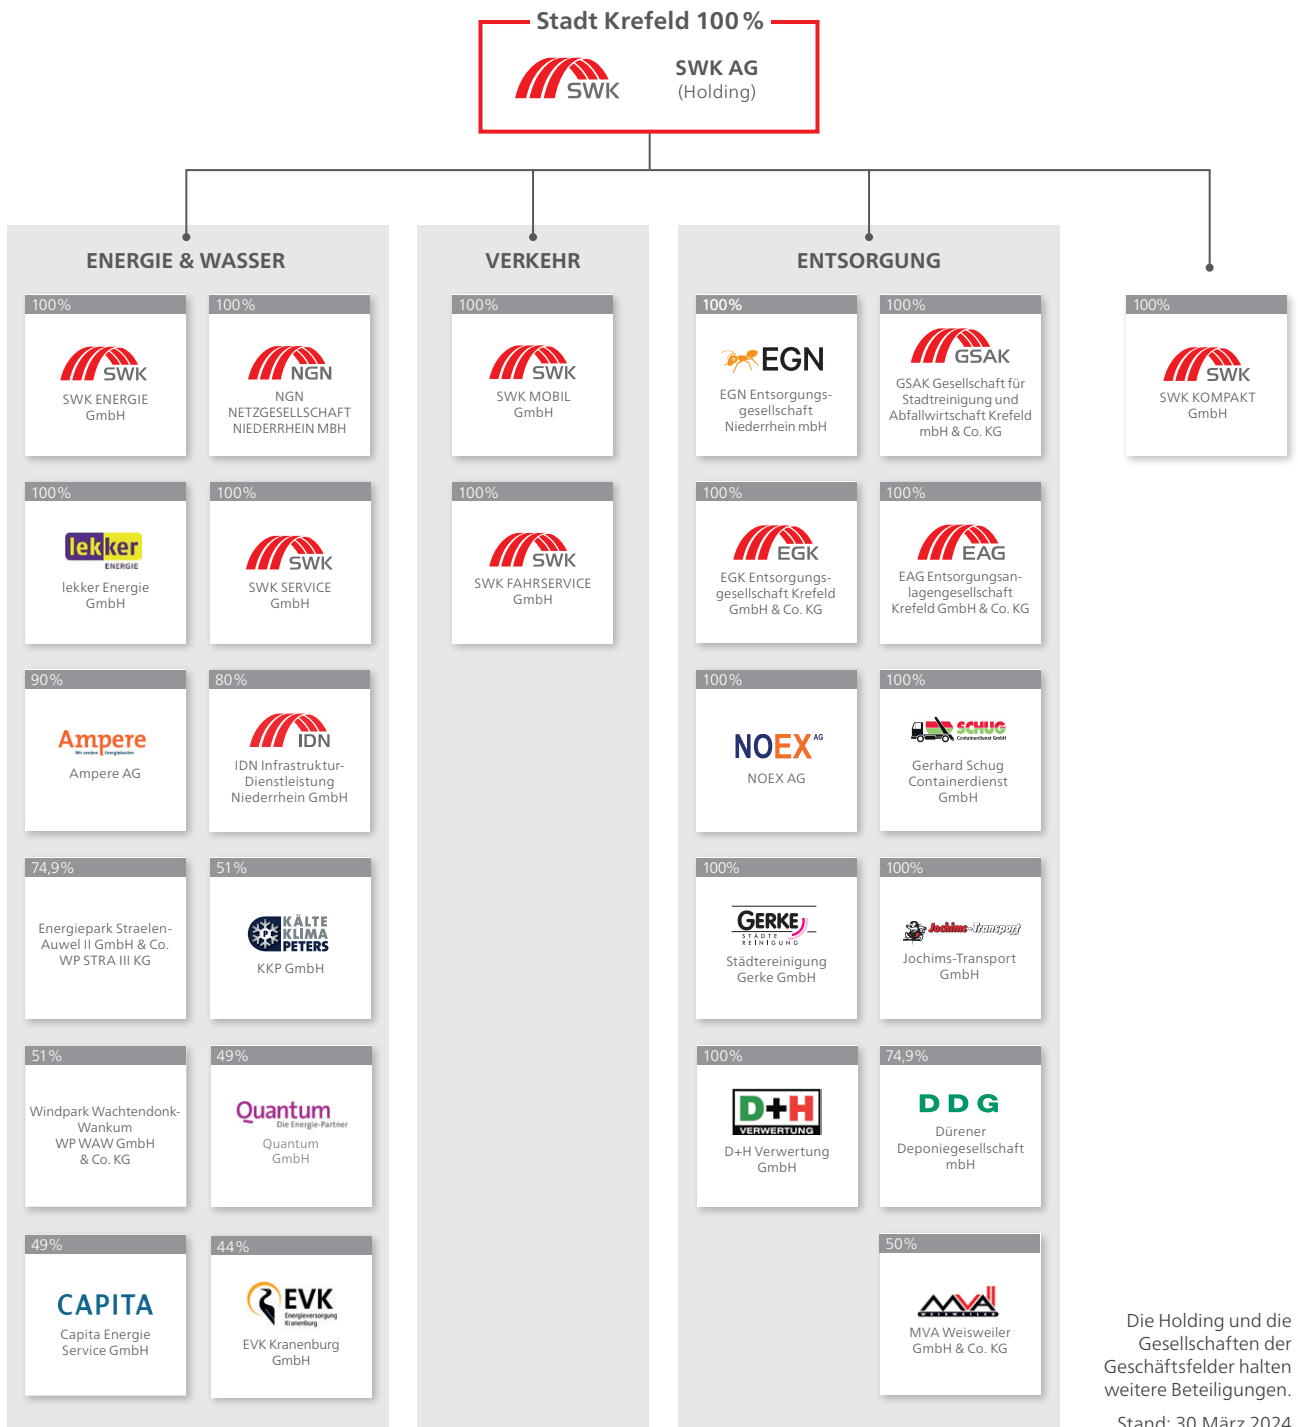 Stadt Krefeld 100 %
SWK
SWK AG
(Holding)
ENERGIE & WASSER
100%
SWK
SWK ENERGIE
GmbH
100%
NGN
NGN
NETZGESELLSCHAFT
NIEDERRHEIN MBH
100%
lekker
ENERGIE
lekker Energie
GmbH
100%
SWK
SWK SERVICE
GmbH
90%
Ampere
Wir senken Energiekosten
Ampere AG
80%
IDN
IDN Infrastruktur-
Dienstleistung
Niederrhein GmbH
74,9%
Energiepark Straelen-
Auwel II GmbH & Co.
WP STRA III KG
51%
KÄLTE
KLIMA
PETERS
KKP GmbH
51%
Windpark Wachtendonk-
Wankum
WP WAW GmbH
& Co. KG
49%
Quantum
Die Energie-Partner
Quantum
GmbH
49%
CAPITA
Capita Energie
Service GmbH
44%
EVK
Energieversorgung
Kranenburg
EVK Kranenburg
GmbH
VERKEHR
100%
SWK
SWK MOBIL
GmbH
100%
SWK
SWK FAHRSERVICE
GmbH
ENTSORGUNG
100%
EGN
EGN Entsorgungs-
gesellschaft
Niederrhein mbH
100%
GSAK
GSAK Gesellschaft für
Stadtreinigung und
Abfallwirtschaft Krefeld
mbH & Co. KG
100%
EGK
EGK Entsorgungs-
gesellschaft Krefeld
GmbH & Co. KG
100%
EAG
EAG Entsorgungsan-
lagengesellschaft
Krefeld GmbH & Co. KG
100%
NOEX AG
NOEX AG
100%
SCHUG
Containerdienst GmbH
Gerhard Schug
Containerdienst
GmbH
100%
GERKE
STÄDTE
REINIGUNG
Städtereinigung
Gerke GmbH
100%
Jochims-Transport
Jochims-Transport
GmbH
100%
D+H
VERWERTUNG
D+H Verwertung
GmbH
74,9%
DDG
Dürener
Deponiegesellschaft
mbH
50%
MVA
WEISWEILER
MVA Weisweiler
GmbH & Co. KG
100%
SWK
SWK KOMPAKT
GmbH
Die Holding und die
Gesellschaften der
Geschäftsfelder halten
weitere Beteiligungen.
Stand: 30 März 2024